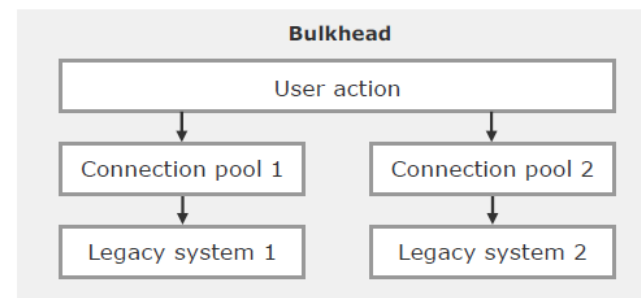 Bulkhead
User action
Connection pool 1
Connection pool 2
Legacy system 1
Legacy system 2